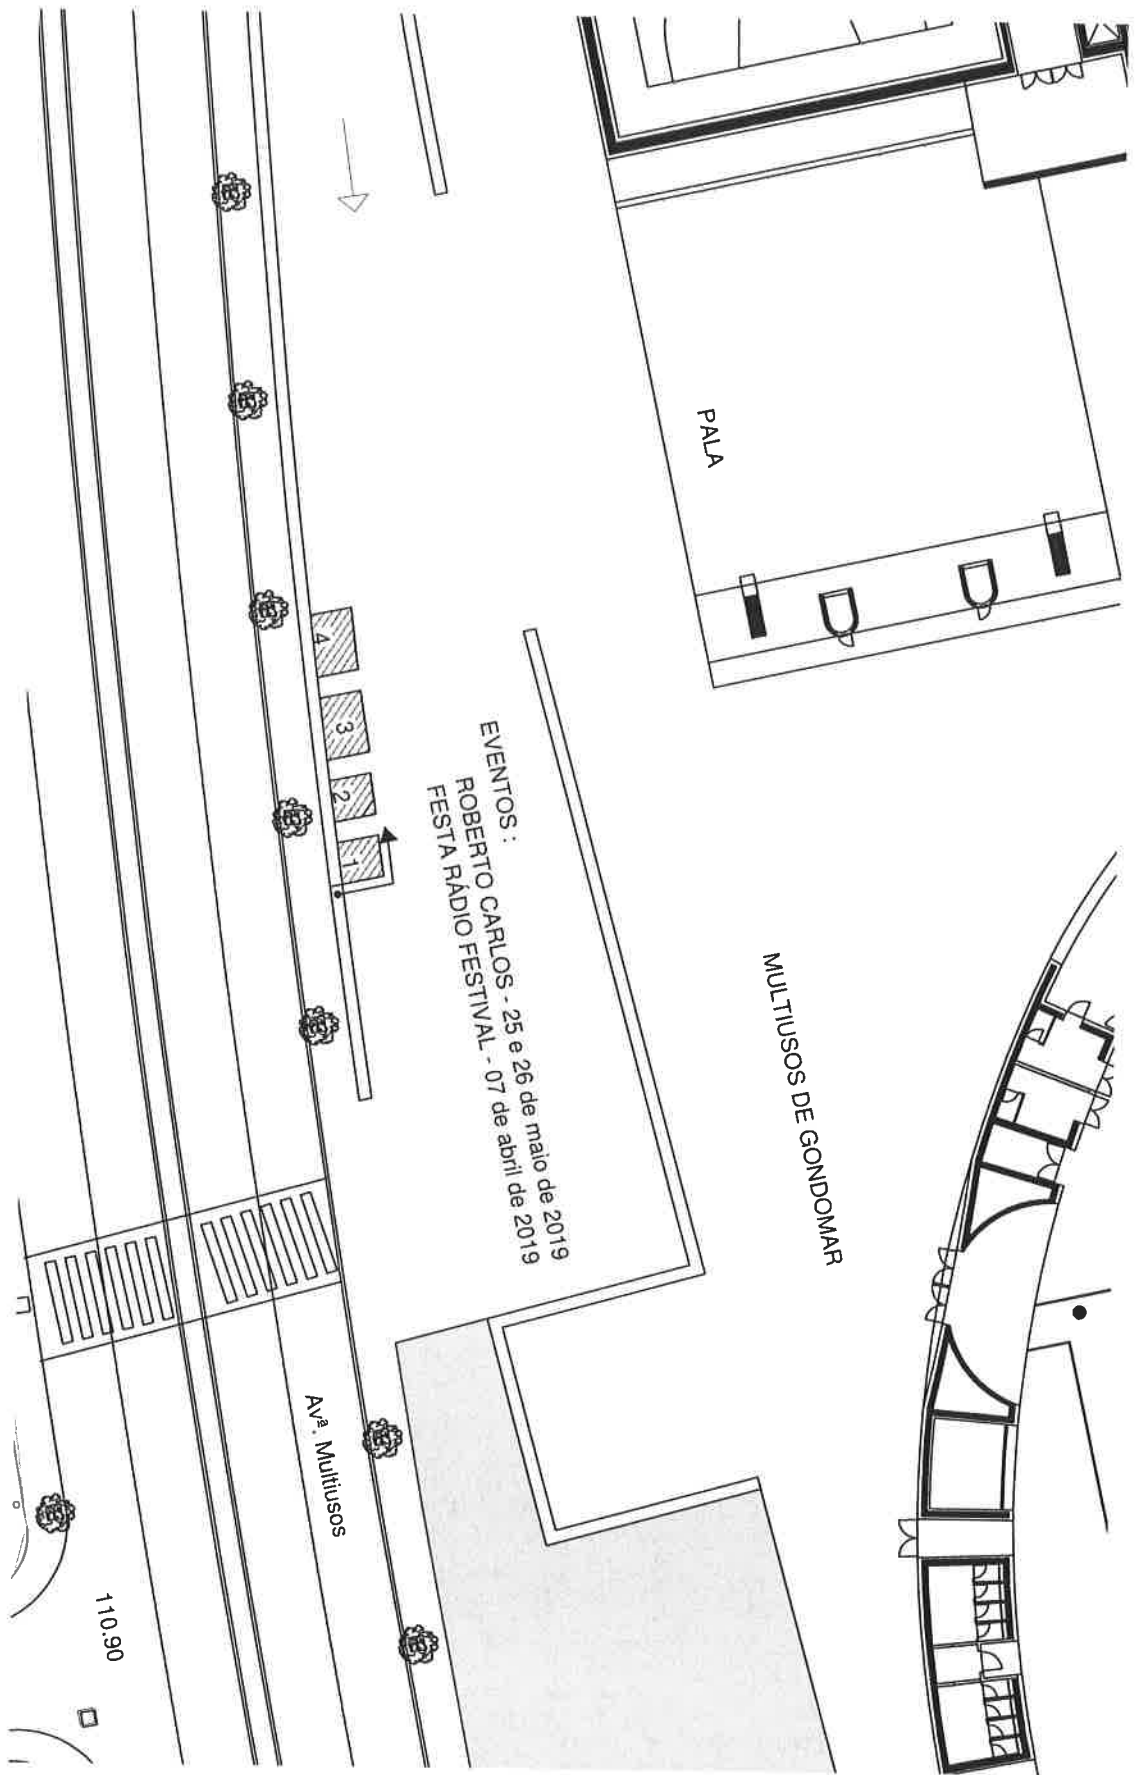 PALA
4
3
2
1
EVENTOS :
ROBERTO CARLOS - 25 e 26 de maio de 2019
FESTA RÁDIO FESTIVAL - 07 de abril de 2019
MULTIUSOS DE GONDOMAR
Avª. Multiusos
110.90